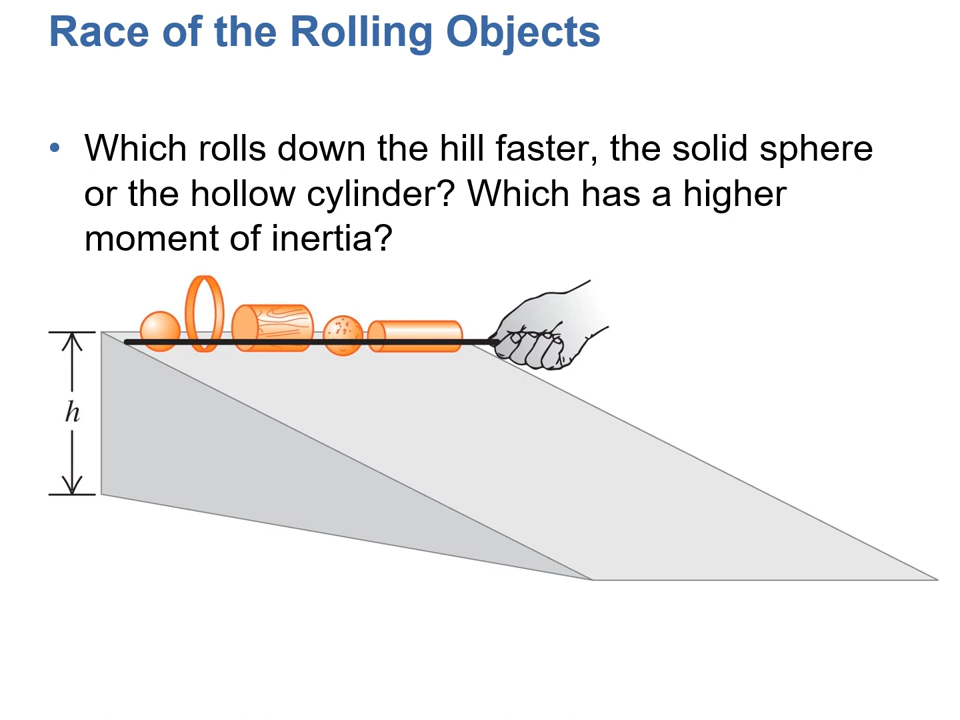 Race of the Rolling Objects
• Which rolls down the hill faster, the solid sphere
or the hollow cylinder? Which has a higher
moment of inertia?
h